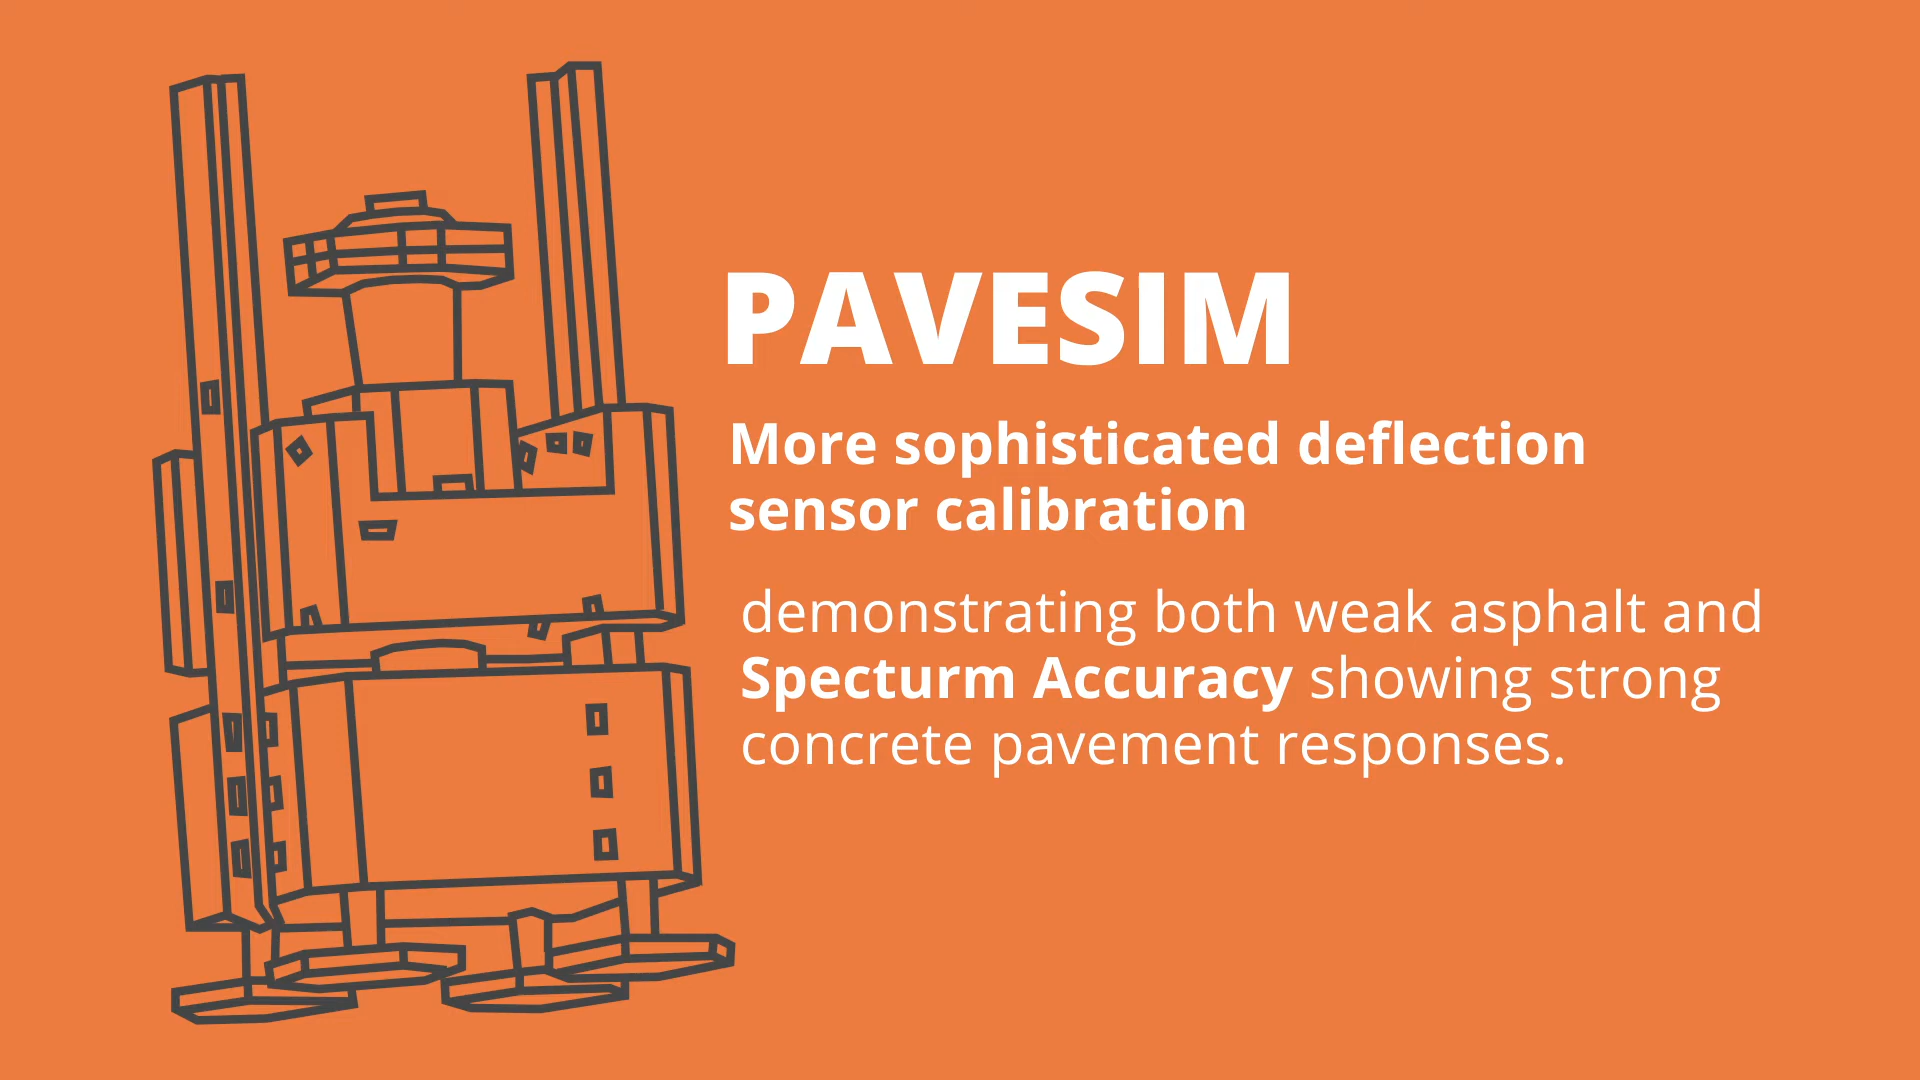 PAVESIM
More sophisticated deflection
sensor calibration
demonstrating both weak asphalt and
Specturm Accuracy showing strong
concrete pavement responses.